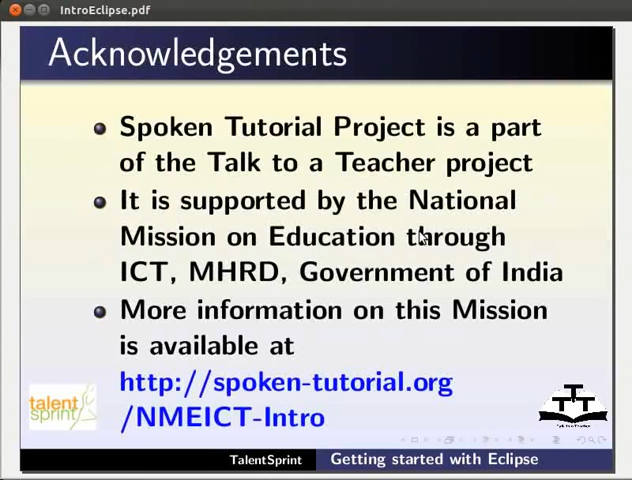 IntroEclipse.pdf
Acknowledgements
Spoken Tutorial Project is a part
of the Talk to a Teacher project
It is supported by the National
Mission on Education through
ICT, MHRD, Government of India
More information on this Mission
is available at
http://spoken-tutorial.org
/NMEICT-Intro
talent
sprint
TTT
TalentSprint
Getting started with Eclipse